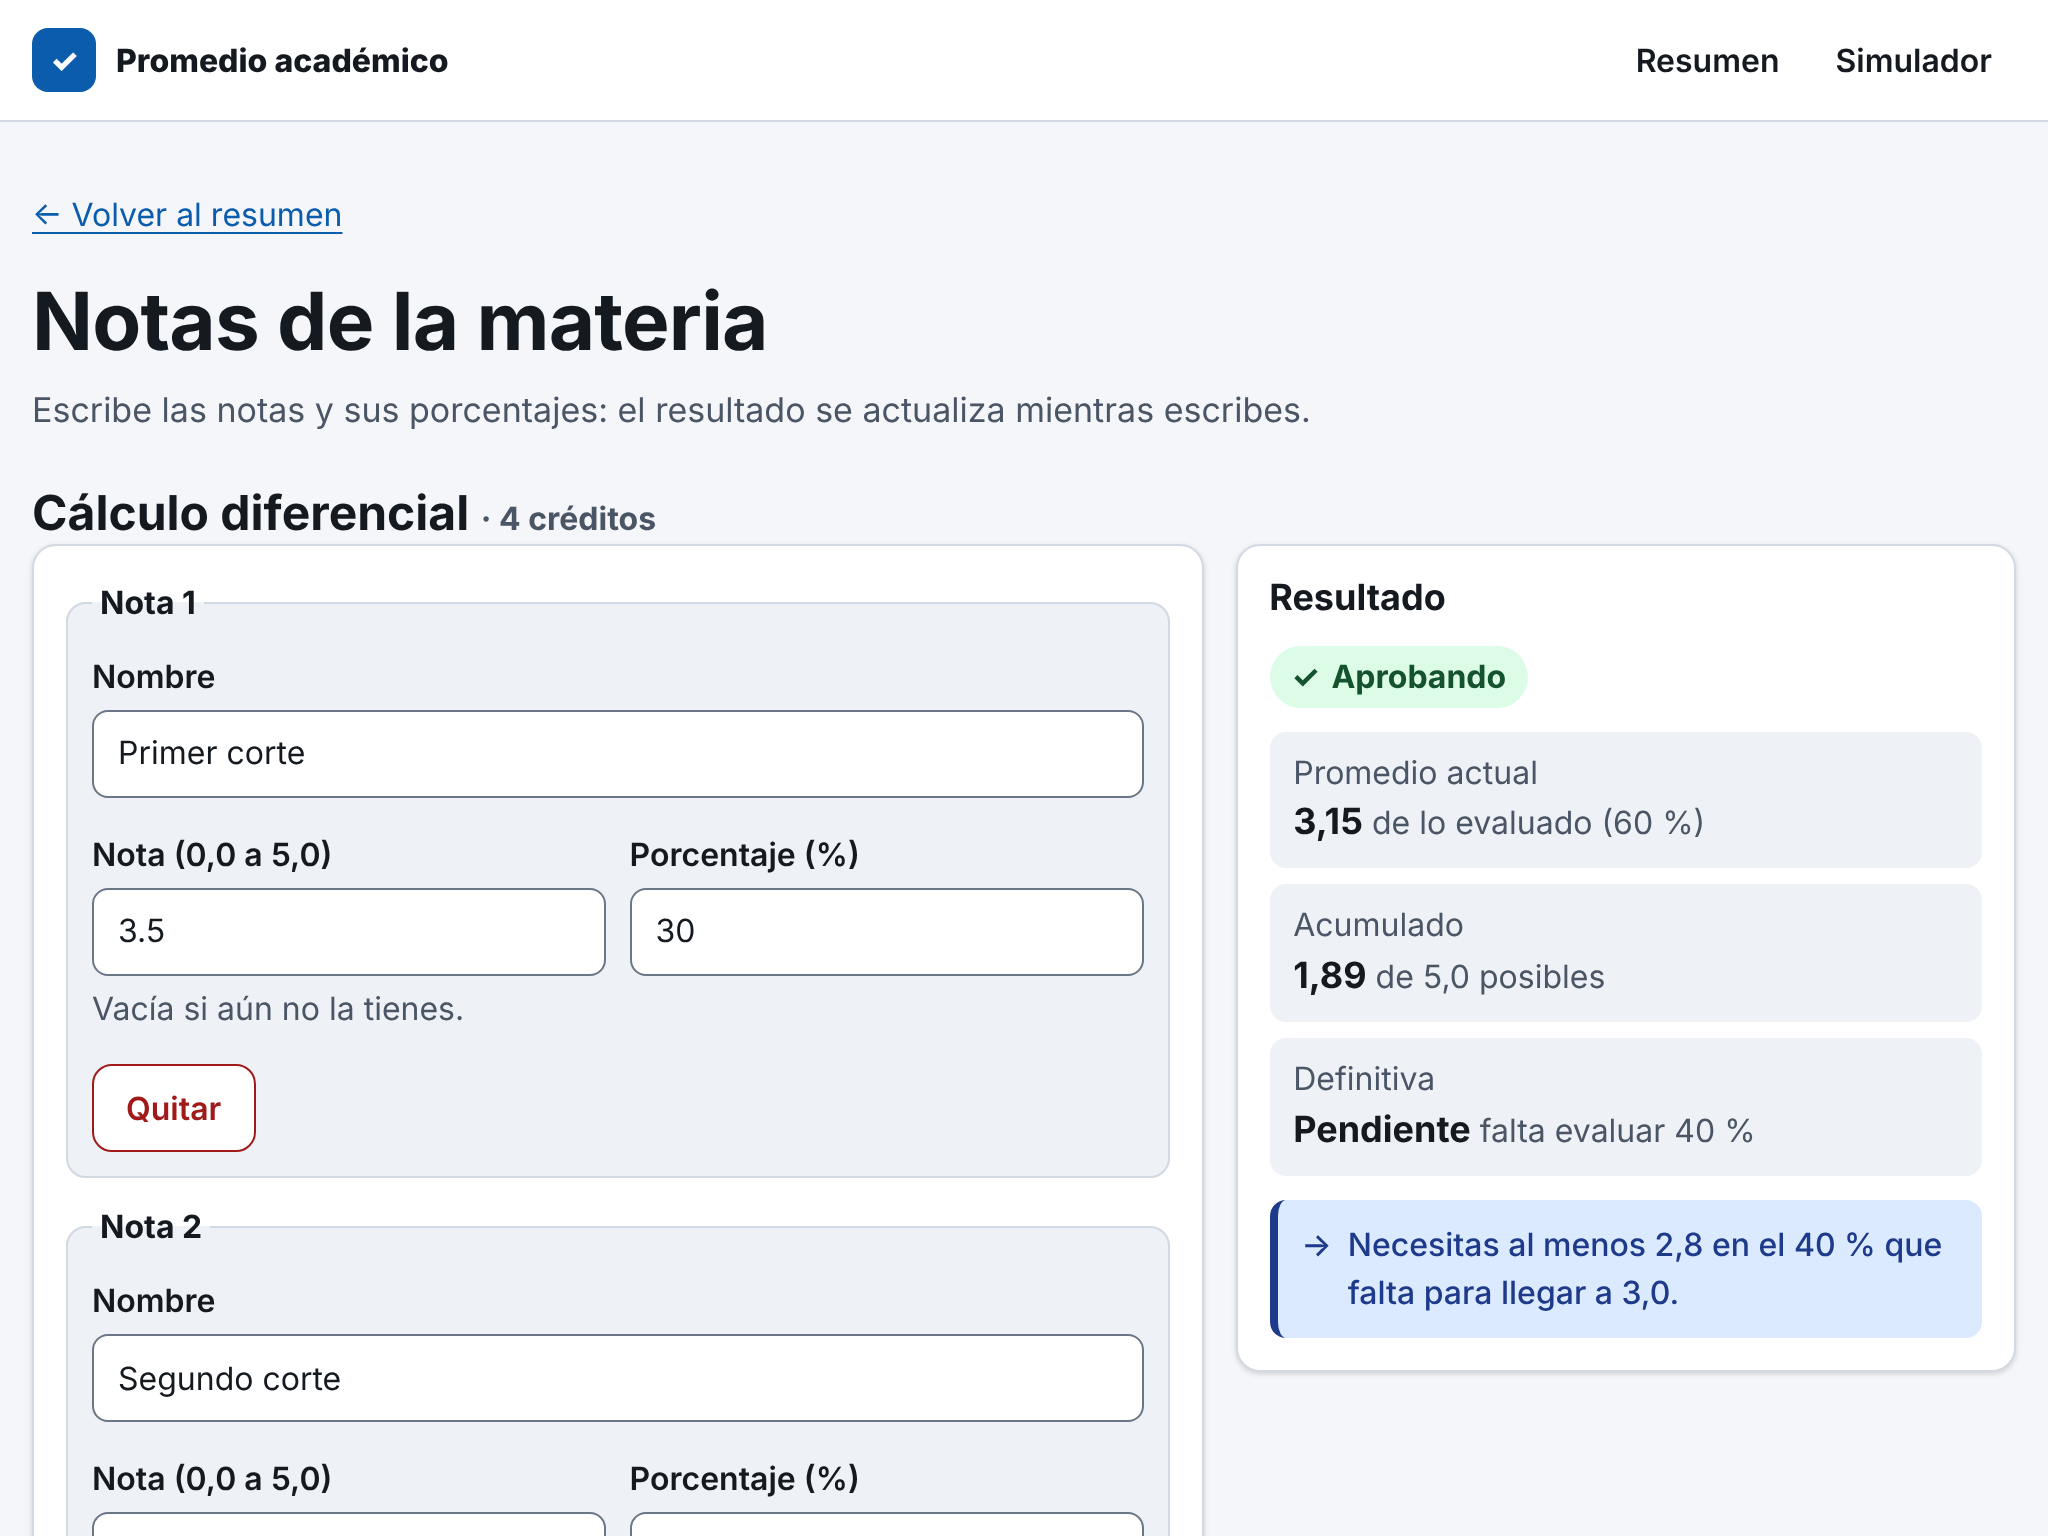 Promedio académico
Resumen
Simulador
← Volver al resumen
Notas de la materia
Escribe las notas y sus porcentajes: el resultado se actualiza mientras escribes.
Cálculo diferencial · 4 créditos
Nota 1
Nombre
Primer corte
Nota (0,0 a 5,0)
Porcentaje (%)
3.5
30
Vacía si aún no la tienes.
Quitar
Nota 2
Nombre
Segundo corte
Nota (0,0 a 5,0)
Porcentaje (%)
Resultado
✓ Aprobando
Promedio actual
3,15 de lo evaluado (60 %)
Acumulado
1,89 de 5,0 posibles
Definitiva
Pendiente falta evaluar 40 %
→ Necesitas al menos 2,8 en el 40 % que
falta para llegar a 3,0.